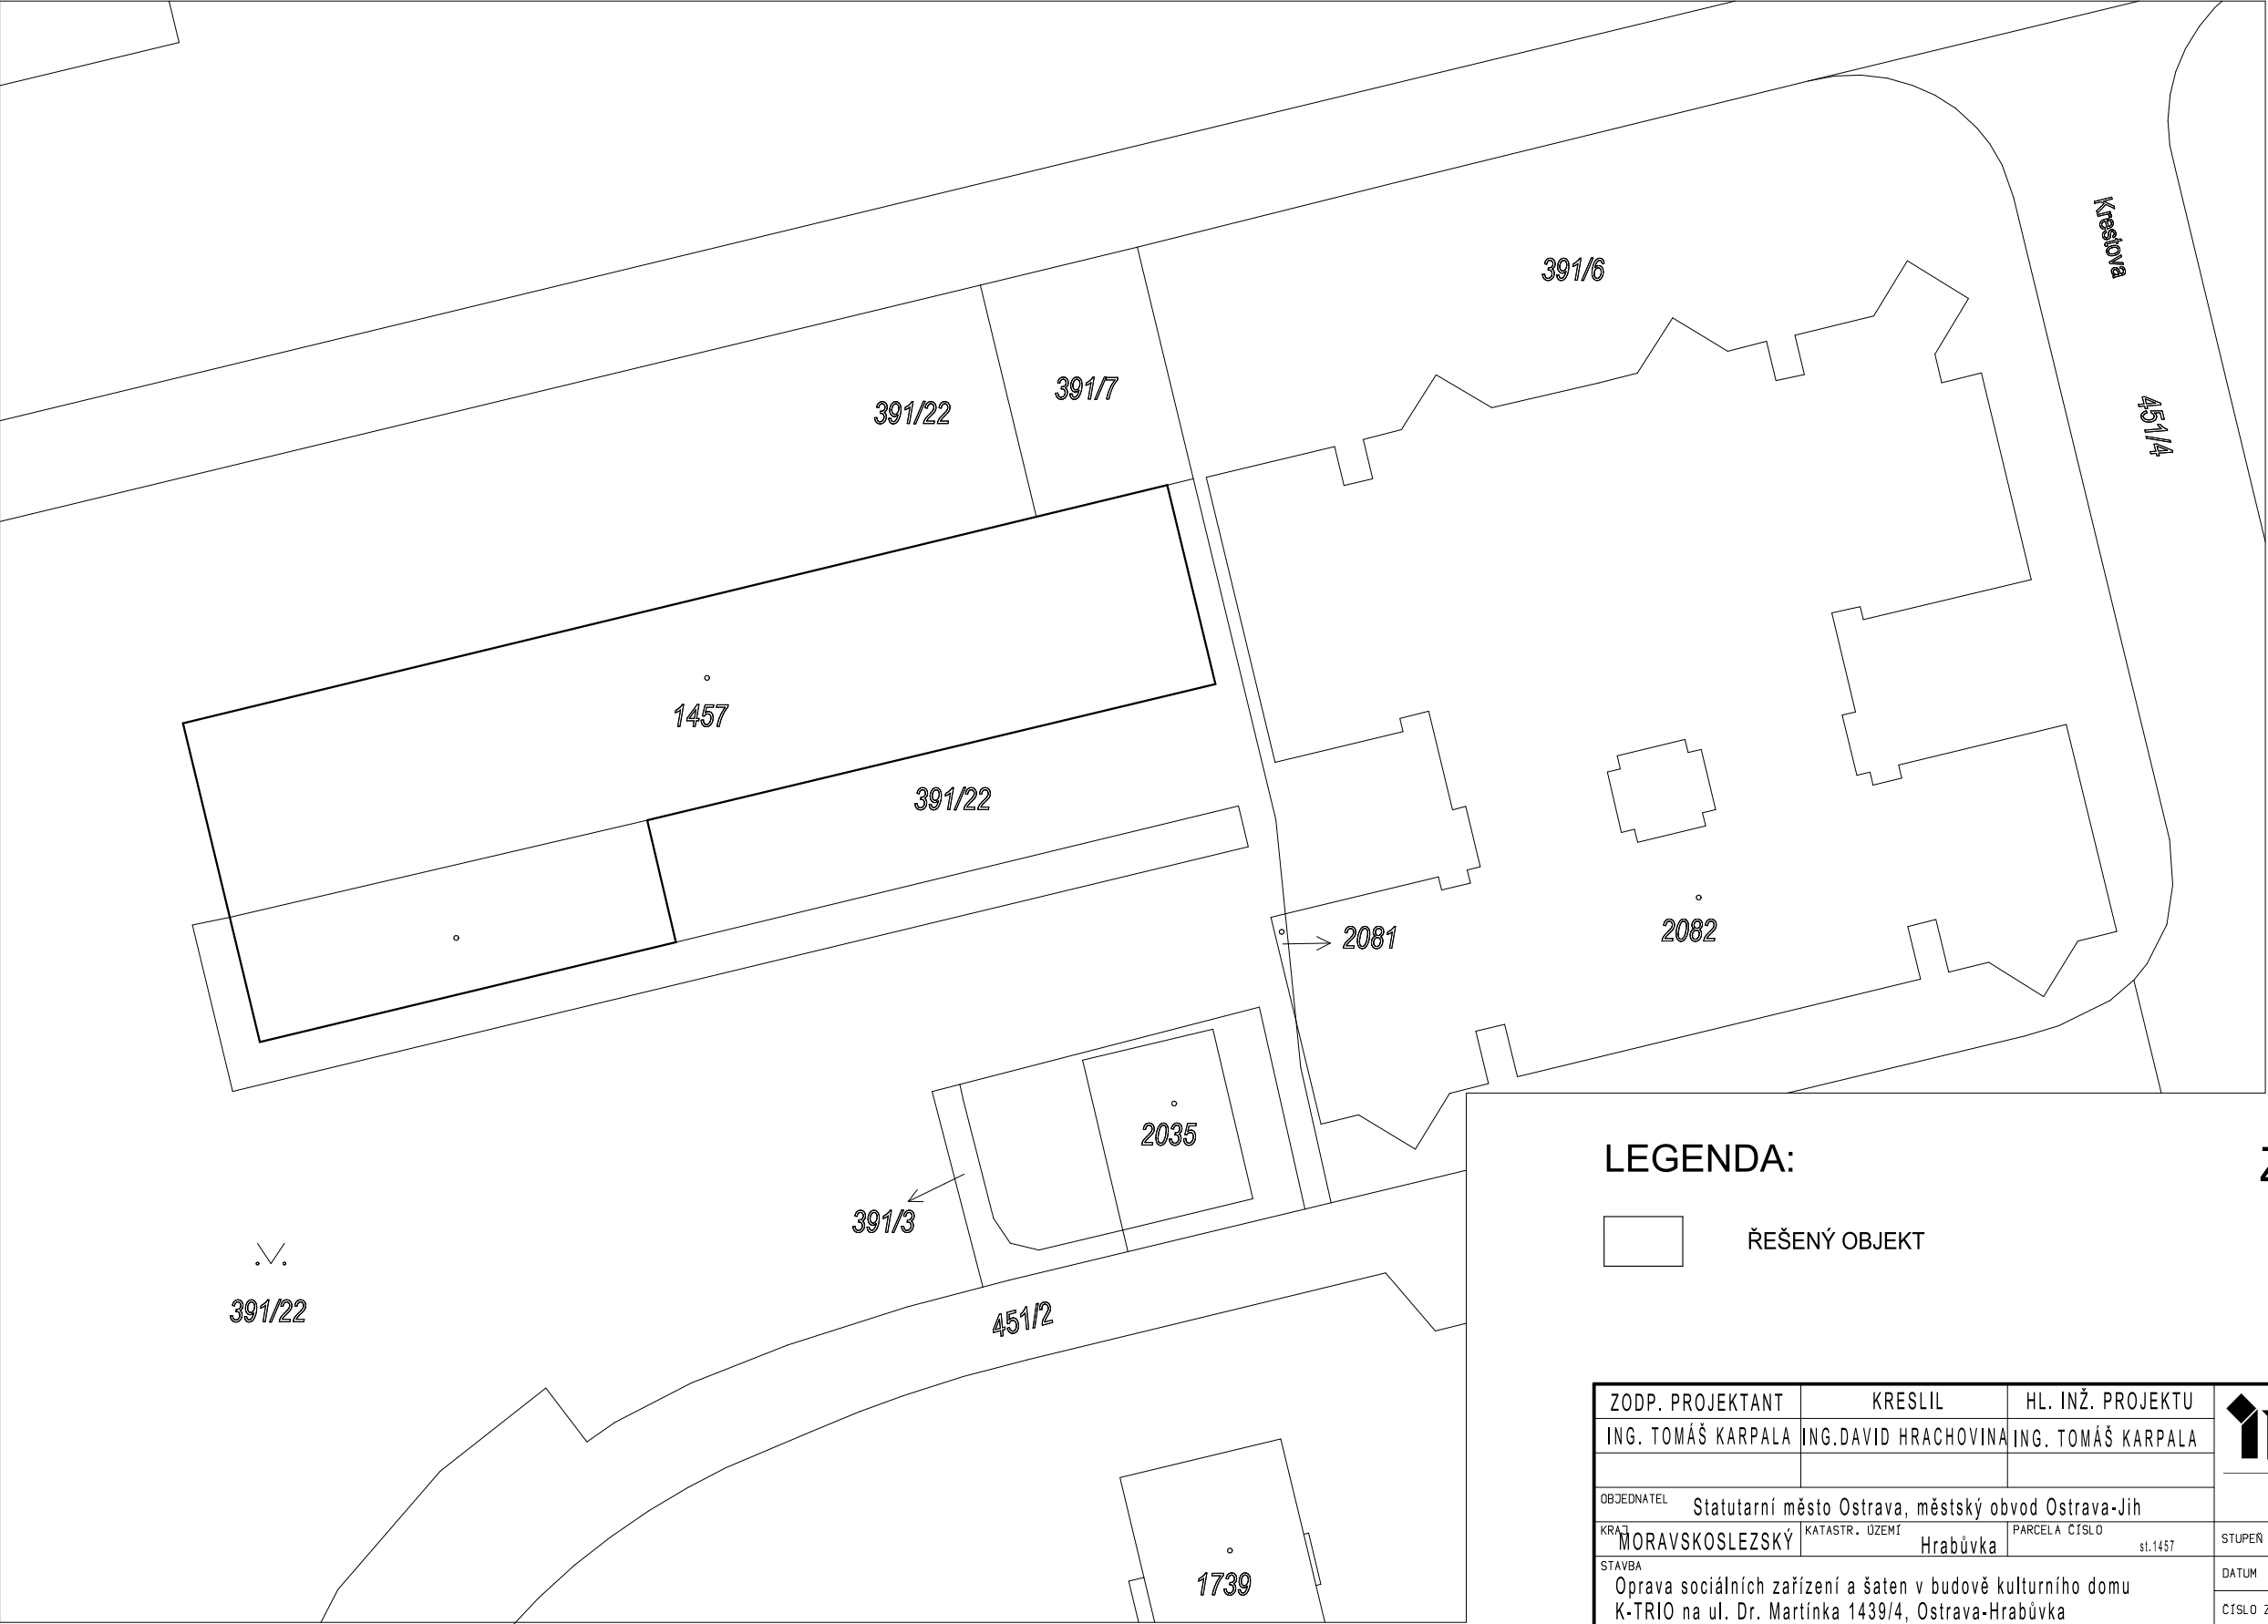 Krestova
391/6
391/7
391/22
451/4
1457
391/22
2081
2082
2035
391/3
391/22
451/2
1739
LEGENDA:
ŘEŠENÝ OBJEKT
ZODP. PROJEKTANT KRESLIL HL. INŽ. PROJEKTU
ING. TOMÁŠ KARPALA ING.DAVID HRACHOVINA ING. TOMÁŠ KARPALA
OBJEDNATEL Statutarní město Ostrava, městský obvod Ostrava-Jih
KRAJ MORAVSKOSLEZSKÝ KATASTR. ÚZEMÍ Hrabůvka PARCELA ČÍSLO st.1457
STUPEŇ
STAVBA
DATUM
Oprava sociálních zařízení a šaten v budově kulturního domu
K-TRIO na ul. Dr. Martínka 1439/4, Ostrava-Hrabůvka
ČÍSLO